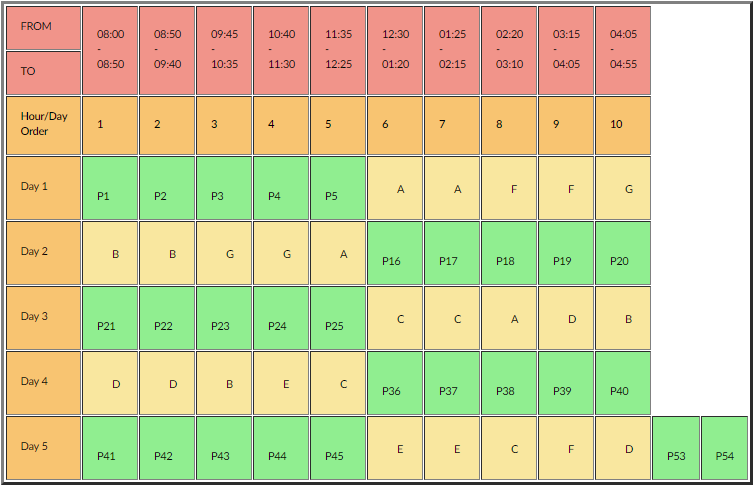 FROM 08:00 - 08:50 08:50 - 09:40 09:45 - 10:35 10:40 - 11:30 11:35 - 12:25 12:30 - 01:20 01:25 - 02:15 02:20 - 03:10 03:15 - 04:05 04:05 - 04:55
TO
Hour/Day Order 1 2 3 4 5 6 7 8 9 10
Day 1 P1 P2 P3 P4 P5 A A F F G
Day 2 B B G G A P16 P17 P18 P19 P20
Day 3 P21 P22 P23 P24 P25 C C A D B
Day 4 D D B E C P36 P37 P38 P39 P40
Day 5 P41 P42 P43 P44 P45 E E C F D P53 P54